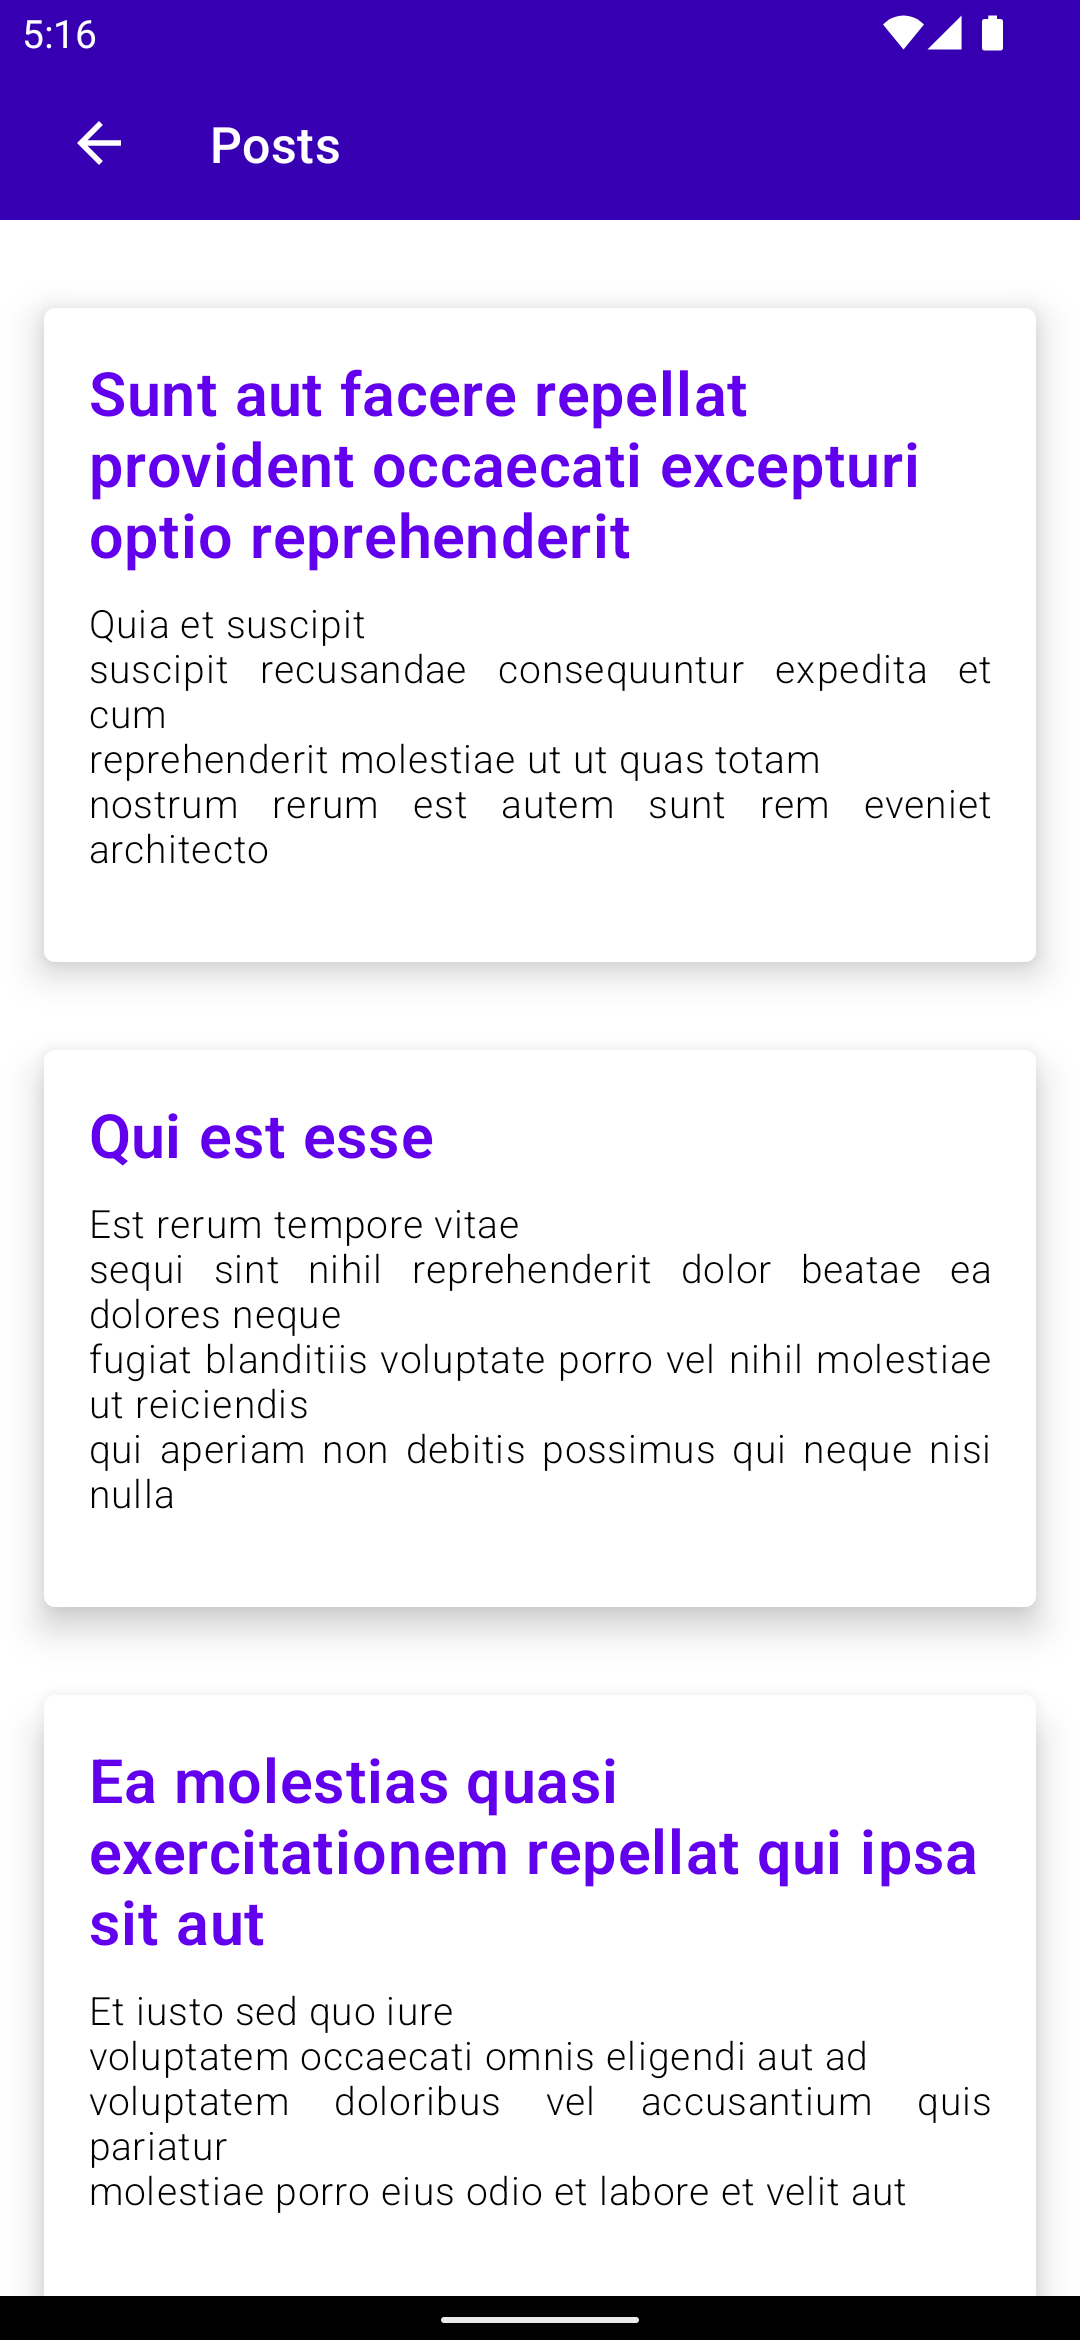 5:16
Posts
Sunt aut facere repellat
provident occaecati excepturi
optio reprehenderit
Quia et suscipit
suscipit recusandae consequuntur expedita et
cum
reprehenderit molestiae ut ut quas totam
nostrum rerum est autem sunt rem eveniet
architecto
Qui est esse
Est rerum tempore vitae
sequi sint nihil reprehenderit dolor beatae ea
dolores neque
fugiat blanditiis voluptate porro vel nihil molestiae
ut reiciendis
qui aperiam non debitis possimus qui neque nisi
nulla
Ea molestias quasi
exercitationem repellat qui ipsa
sit aut
Et iusto sed quo iure
voluptatem occaecati omnis eligendi aut ad
voluptatem doloribus vel accusantium quis
pariatur
molestiae porro eius odio et labore et velit aut